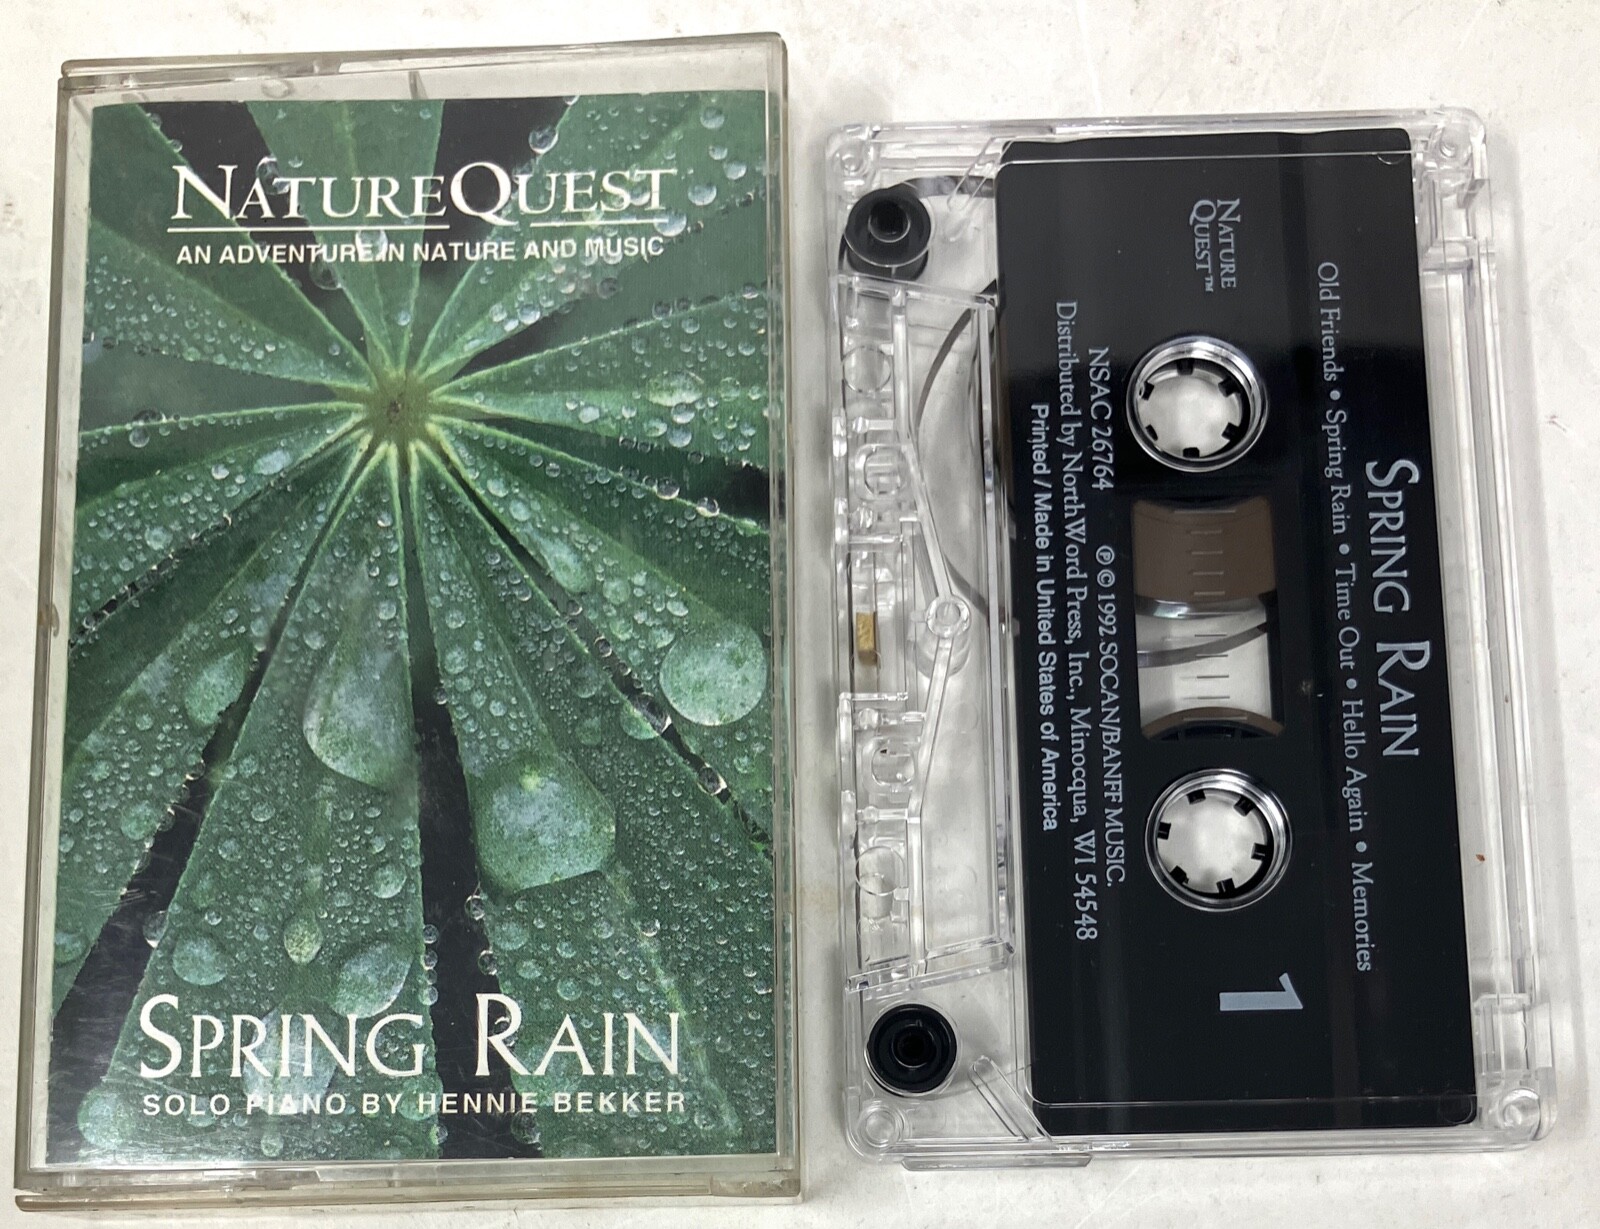 NATUREQUEST
AN ADVENTURE IN NATURE AND MUSIC
SPRING RAIN
SOLO PIANO BY HENNIE BEKKER
SPRING RAIN
Old Friends • Spring Rain • Time Out • Hello Again • Memories
NATURE
QUEST™
1
NSAC 26764 ℗ © 1992 SOCAN/BANFF MUSIC.
Distributed by NorthWord Press, Inc., Minocqua, WI 54548
Printed / Made in United States of America